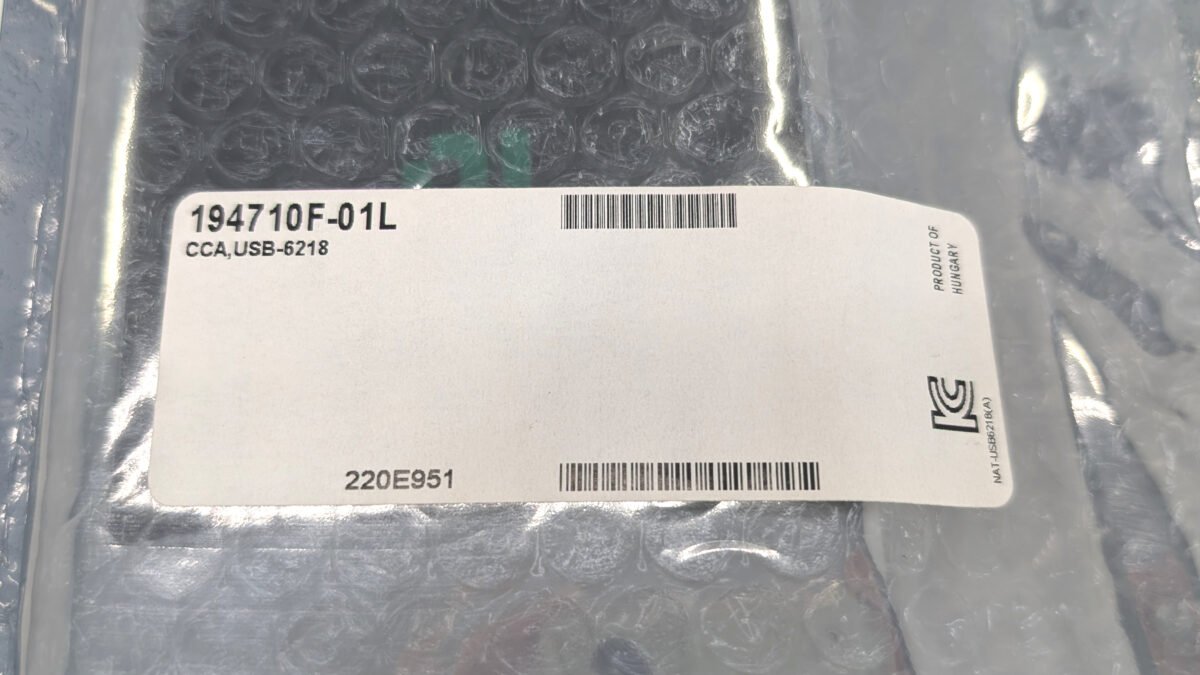 194710F-01L
CCA,USB-6218
PRODUCT OF
HUNGARY
NAT-USB6218(A)
220E951